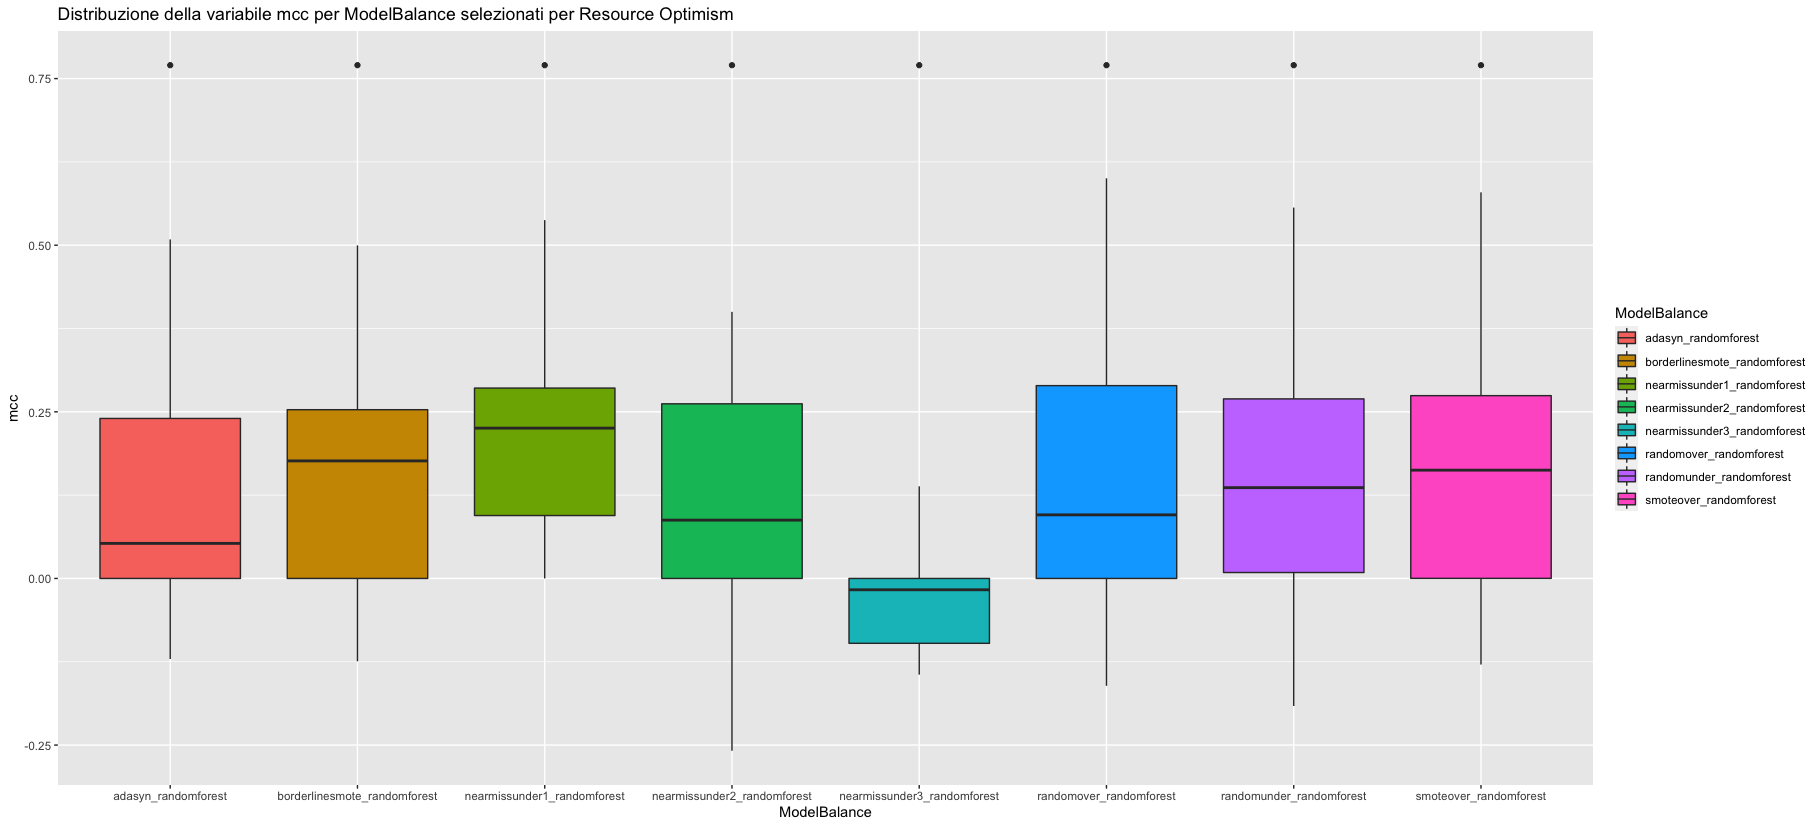 Distribuzione della variabile mcc per ModelBalance selezionati per Resource Optimism
0.75
0.50
0.25
0.00
-0.25
mcc
adasyn_randomforest
borderlinesmote_randomforest
nearmissunder1_randomforest
nearmissunder2_randomforest
nearmissunder3_randomforest
randomover_randomforest
randomunder_randomforest
smoteover_randomforest
ModelBalance
ModelBalance
adasyn_randomforest
borderlinesmote_randomforest
nearmissunder1_randomforest
nearmissunder2_randomforest
nearmissunder3_randomforest
randomover_randomforest
randomunder_randomforest
smoteover_randomforest